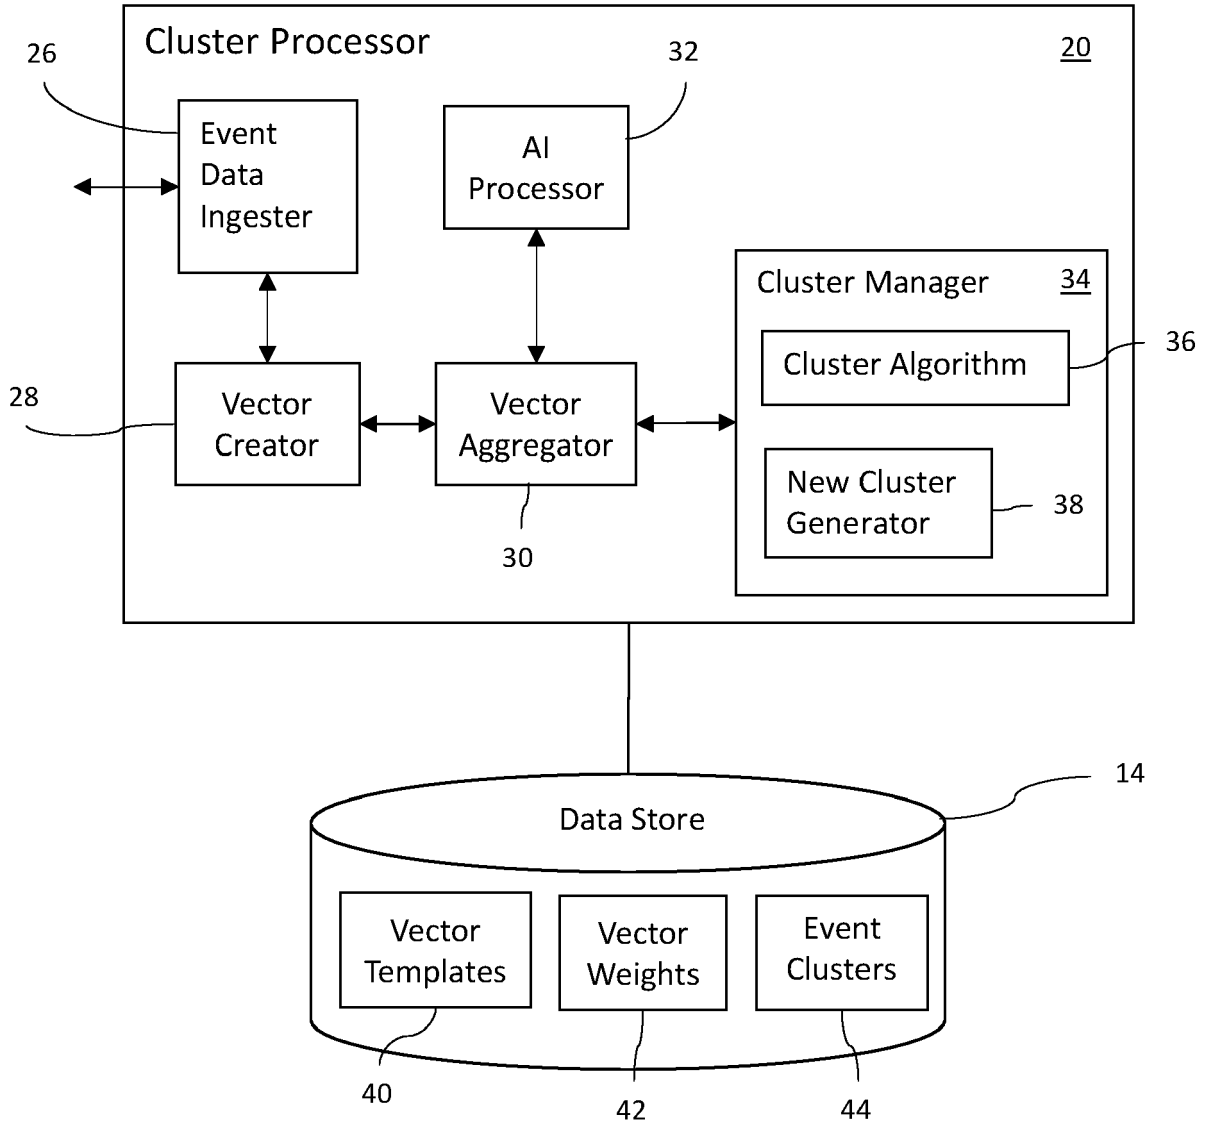 Cluster Processor
20
26
32
Event
Data
Ingester
AI
Processor
Cluster Manager
34
Cluster Algorithm
36
28
Vector
Creator
Vector
Aggregator
New Cluster
Generator
38
30
14
Data Store
Vector
Templates
Vector
Weights
Event
Clusters
40
42
44